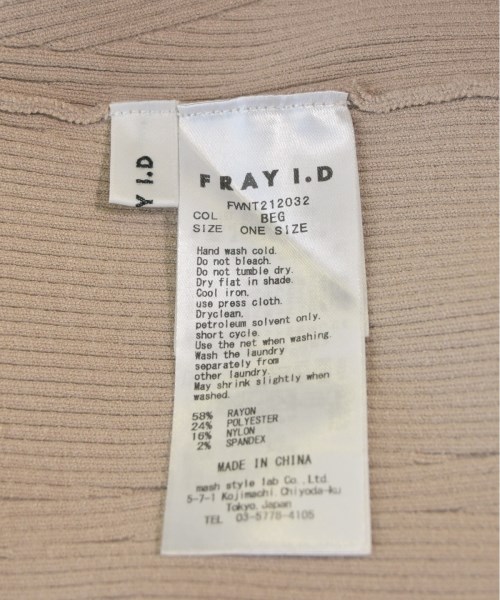 Y I.D
FRAY I.D
FWNT212032
COL BEG
SIZE ONE SIZE
Hand wash cold.
Do not bleach.
Do not tumble dry.
Dry flat in shade.
Cool iron.
use press cloth.
Dryclean.
petroleum solvent only.
short cycle.
Use the net when washing.
Wash the laundry
separately from
other laundry.
May shrink slightly when
washed.
58% RAYON
24% POLYESTER
16% NYLON
2% SPANDEX
MADE IN CHINA
mash style lab Co.,Ltd.
5-7-1 Kojimachi,Chiyoda-ku
Tokyo,Japan
TEL 03-5778-4105